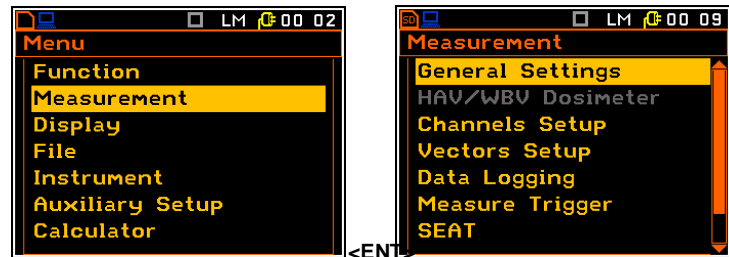 LM 00 02
Menu
Function
Measurement
Display
File
Instrument
Auxiliary Setup
Calculator
<ENT>
SD LM 00 09
Measurement
General Settings
HAV/WBV Dosimeter
Channels Setup
Vectors Setup
Data Logging
Measure Trigger
SEAT